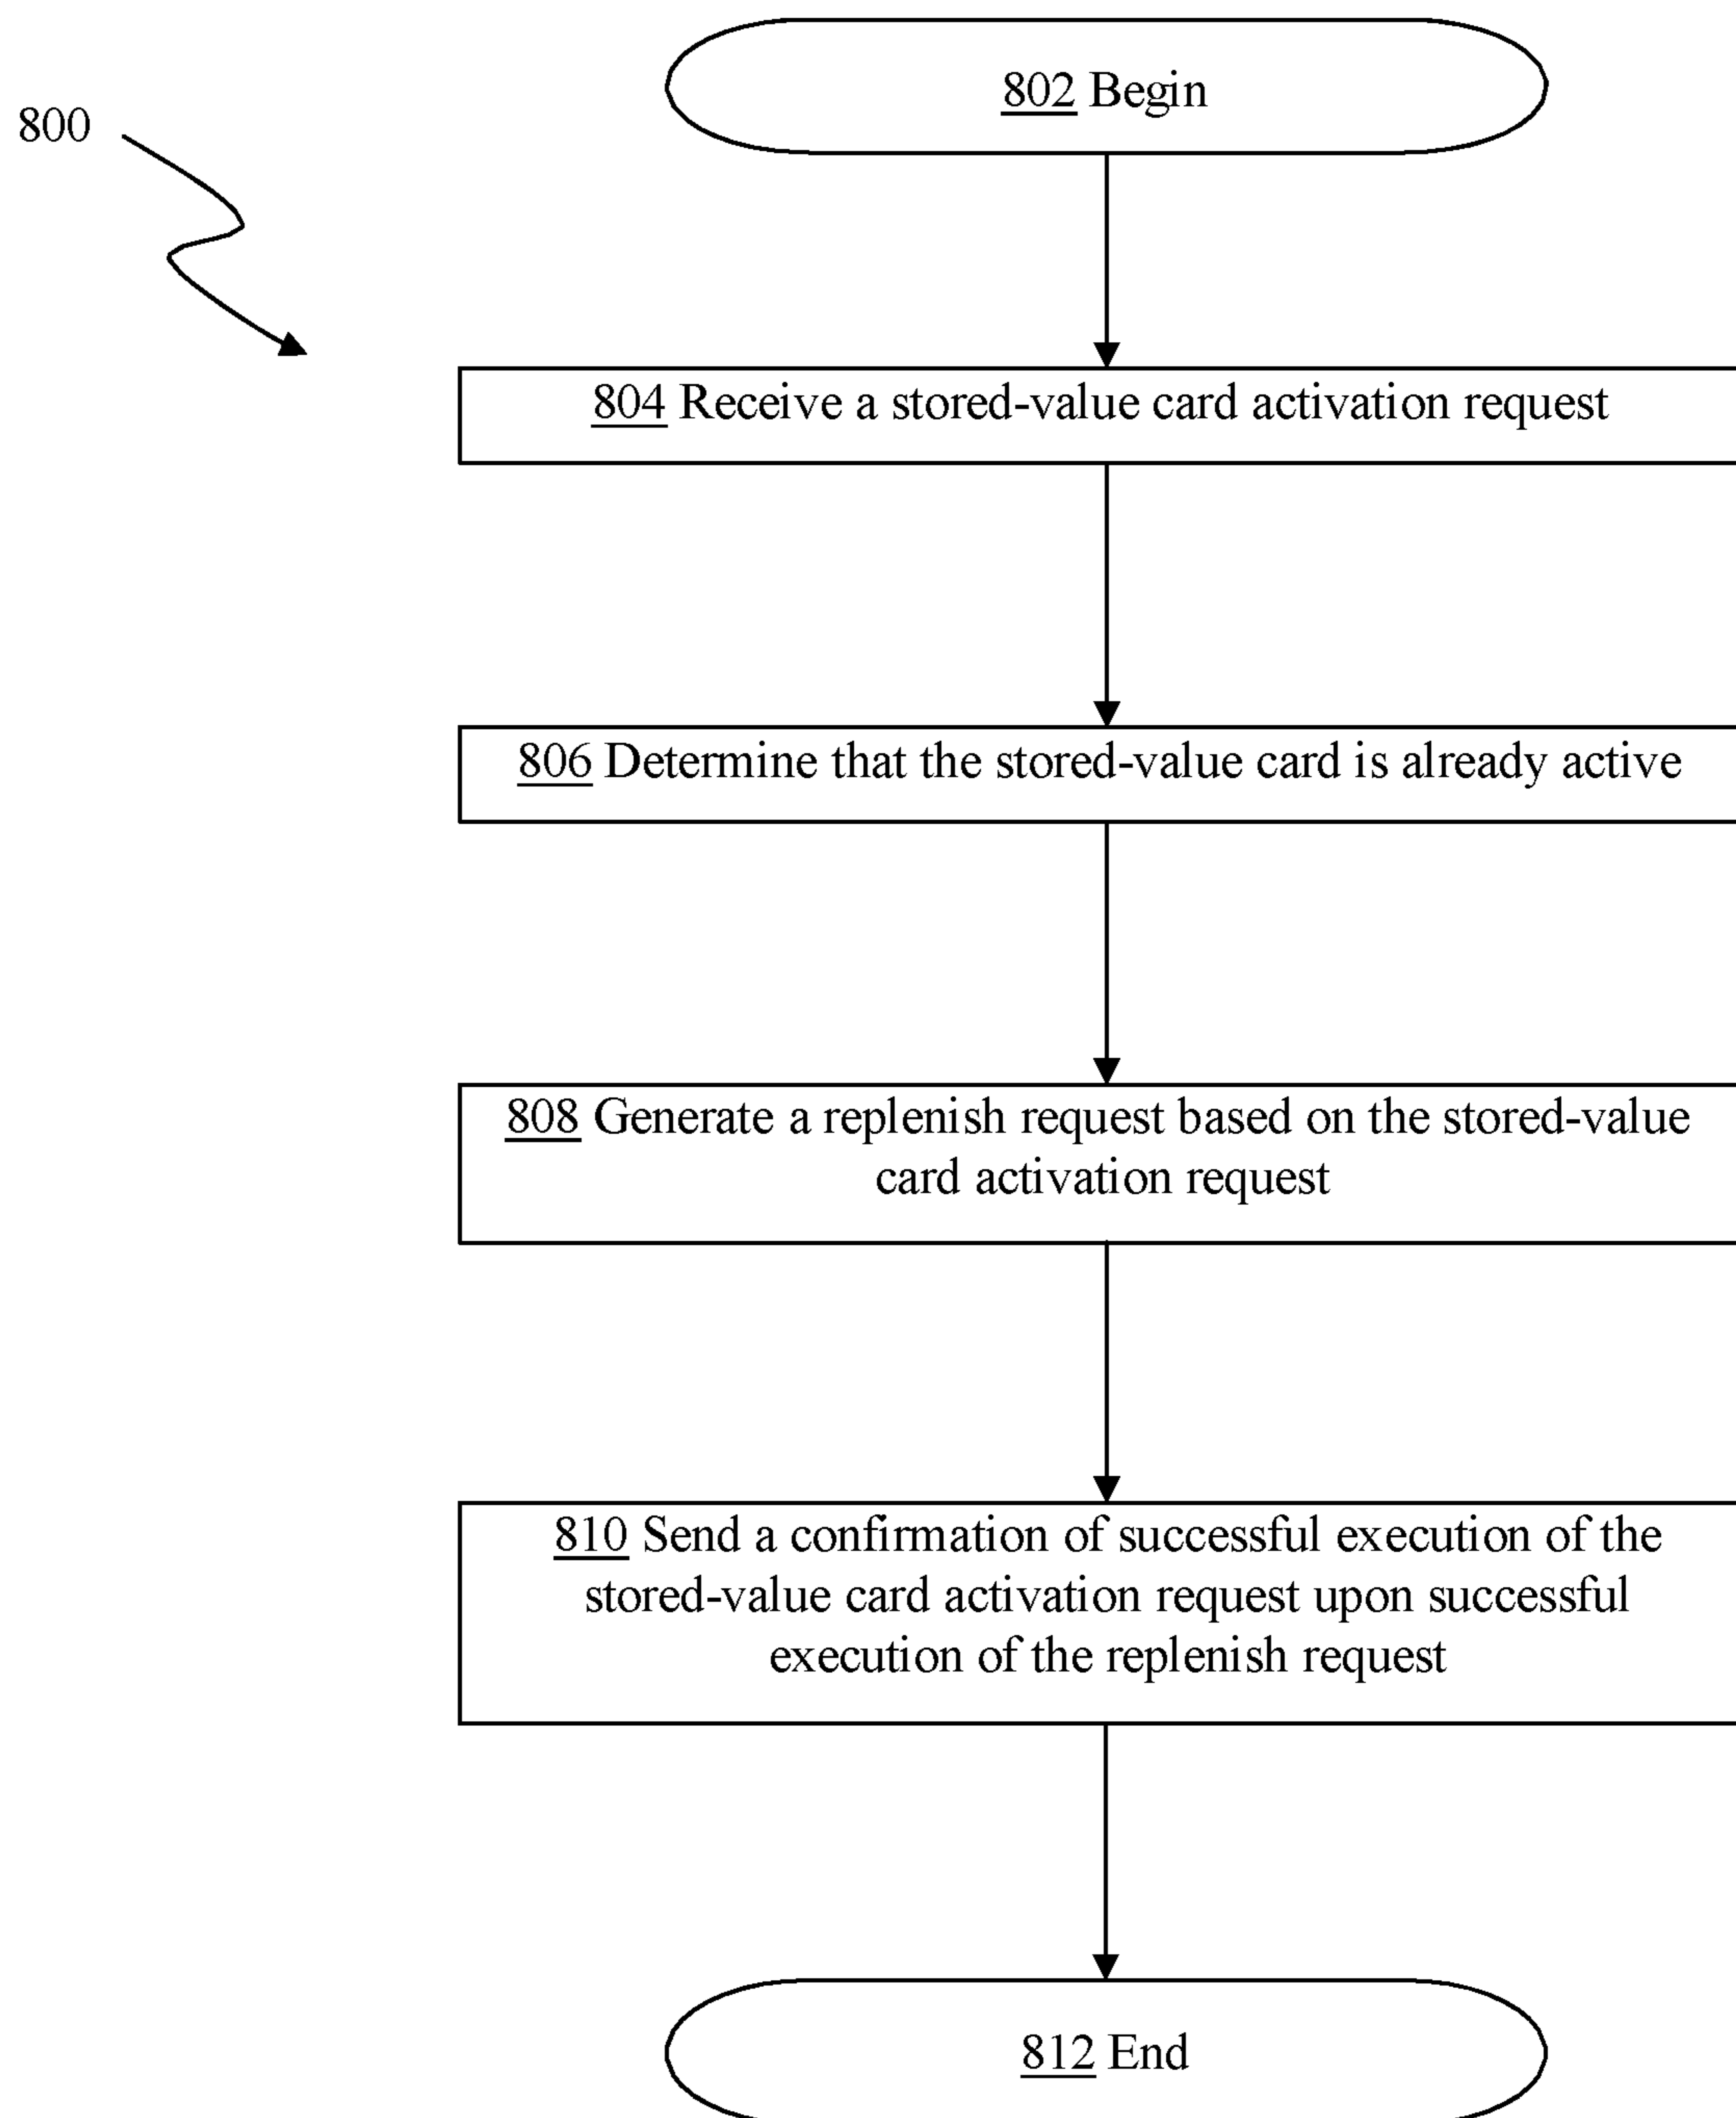 802 Begin
800
804 Receive a stored-value card activation request
806 Determine that the stored-value card is already active
808 Generate a replenish request based on the stored-value
card activation request
810 Send a confirmation of successful execution of the
stored-value card activation request upon successful
execution of the replenish request
812 End